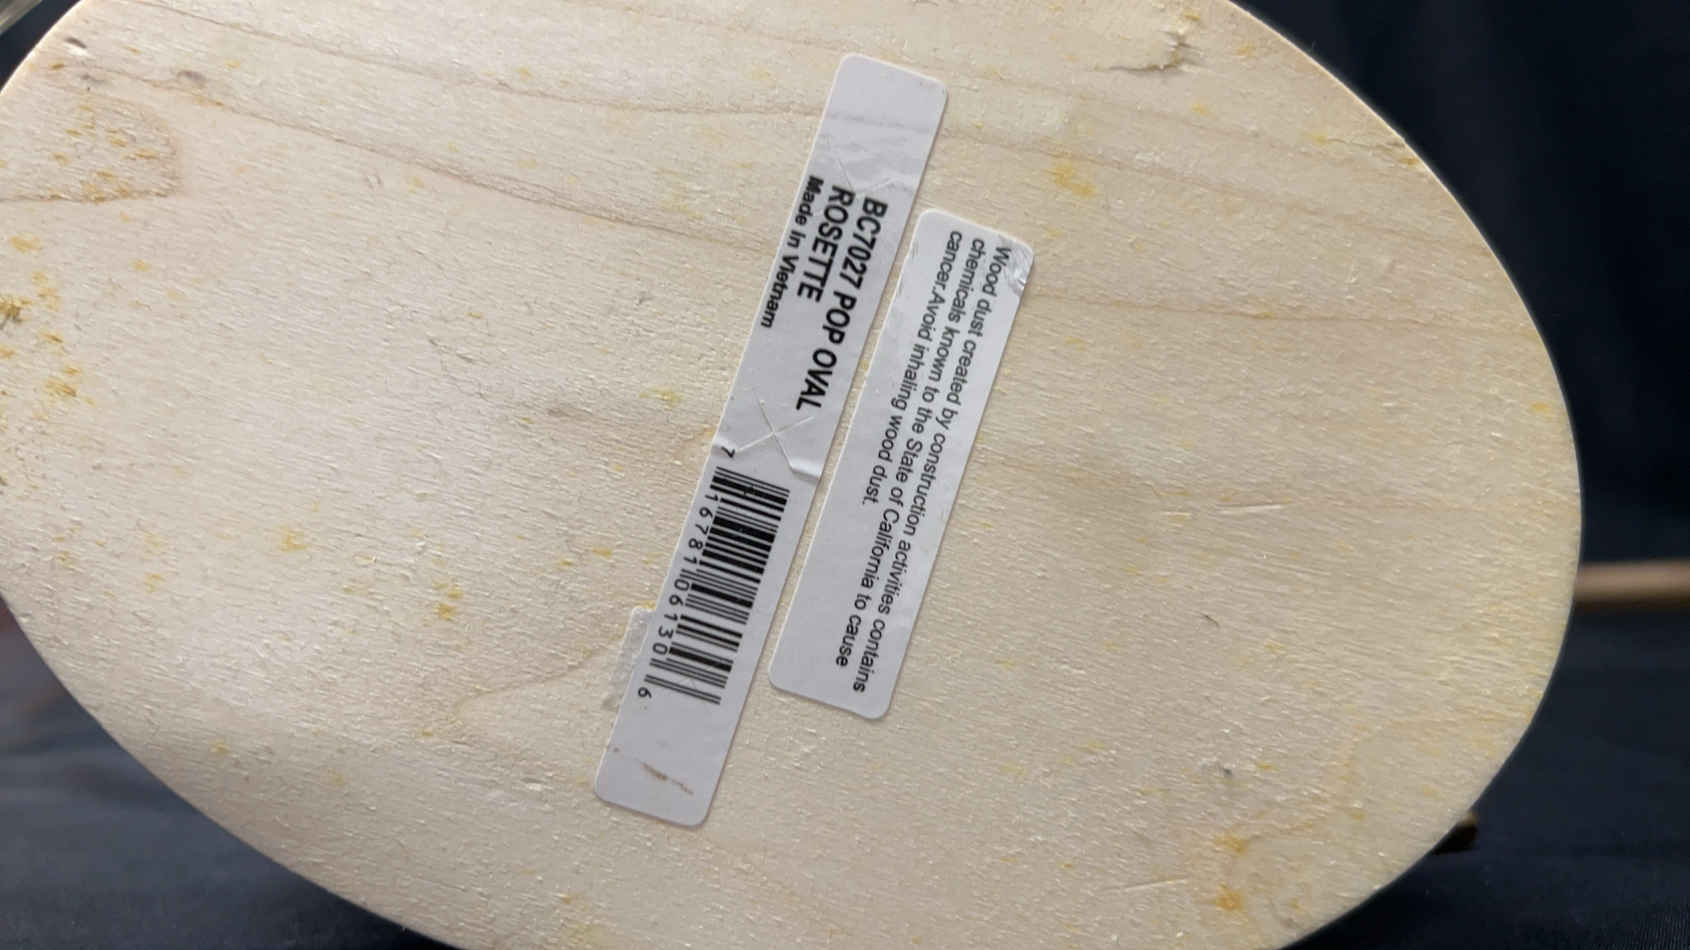 BC7027 POP OVAL
ROSETTE
Made In Vietnam
7 16781 06130 6
Wood dust created by construction activities contains
chemicals known to the State of California to cause
cancer.Avoid inhaling wood dust.